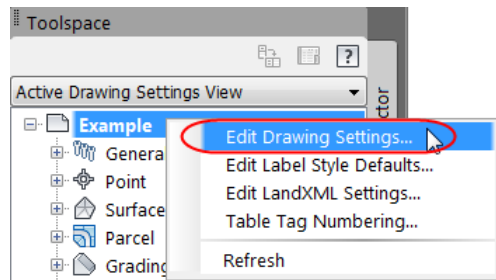 Toolspace
?
Active Drawing Settings View
Example
Edit Drawing Settings...
Genera
Edit Label Style Defaults...
Point
Edit LandXML Settings...
Surface
Table Tag Numbering...
Parcel
Refresh
Grading
ctor